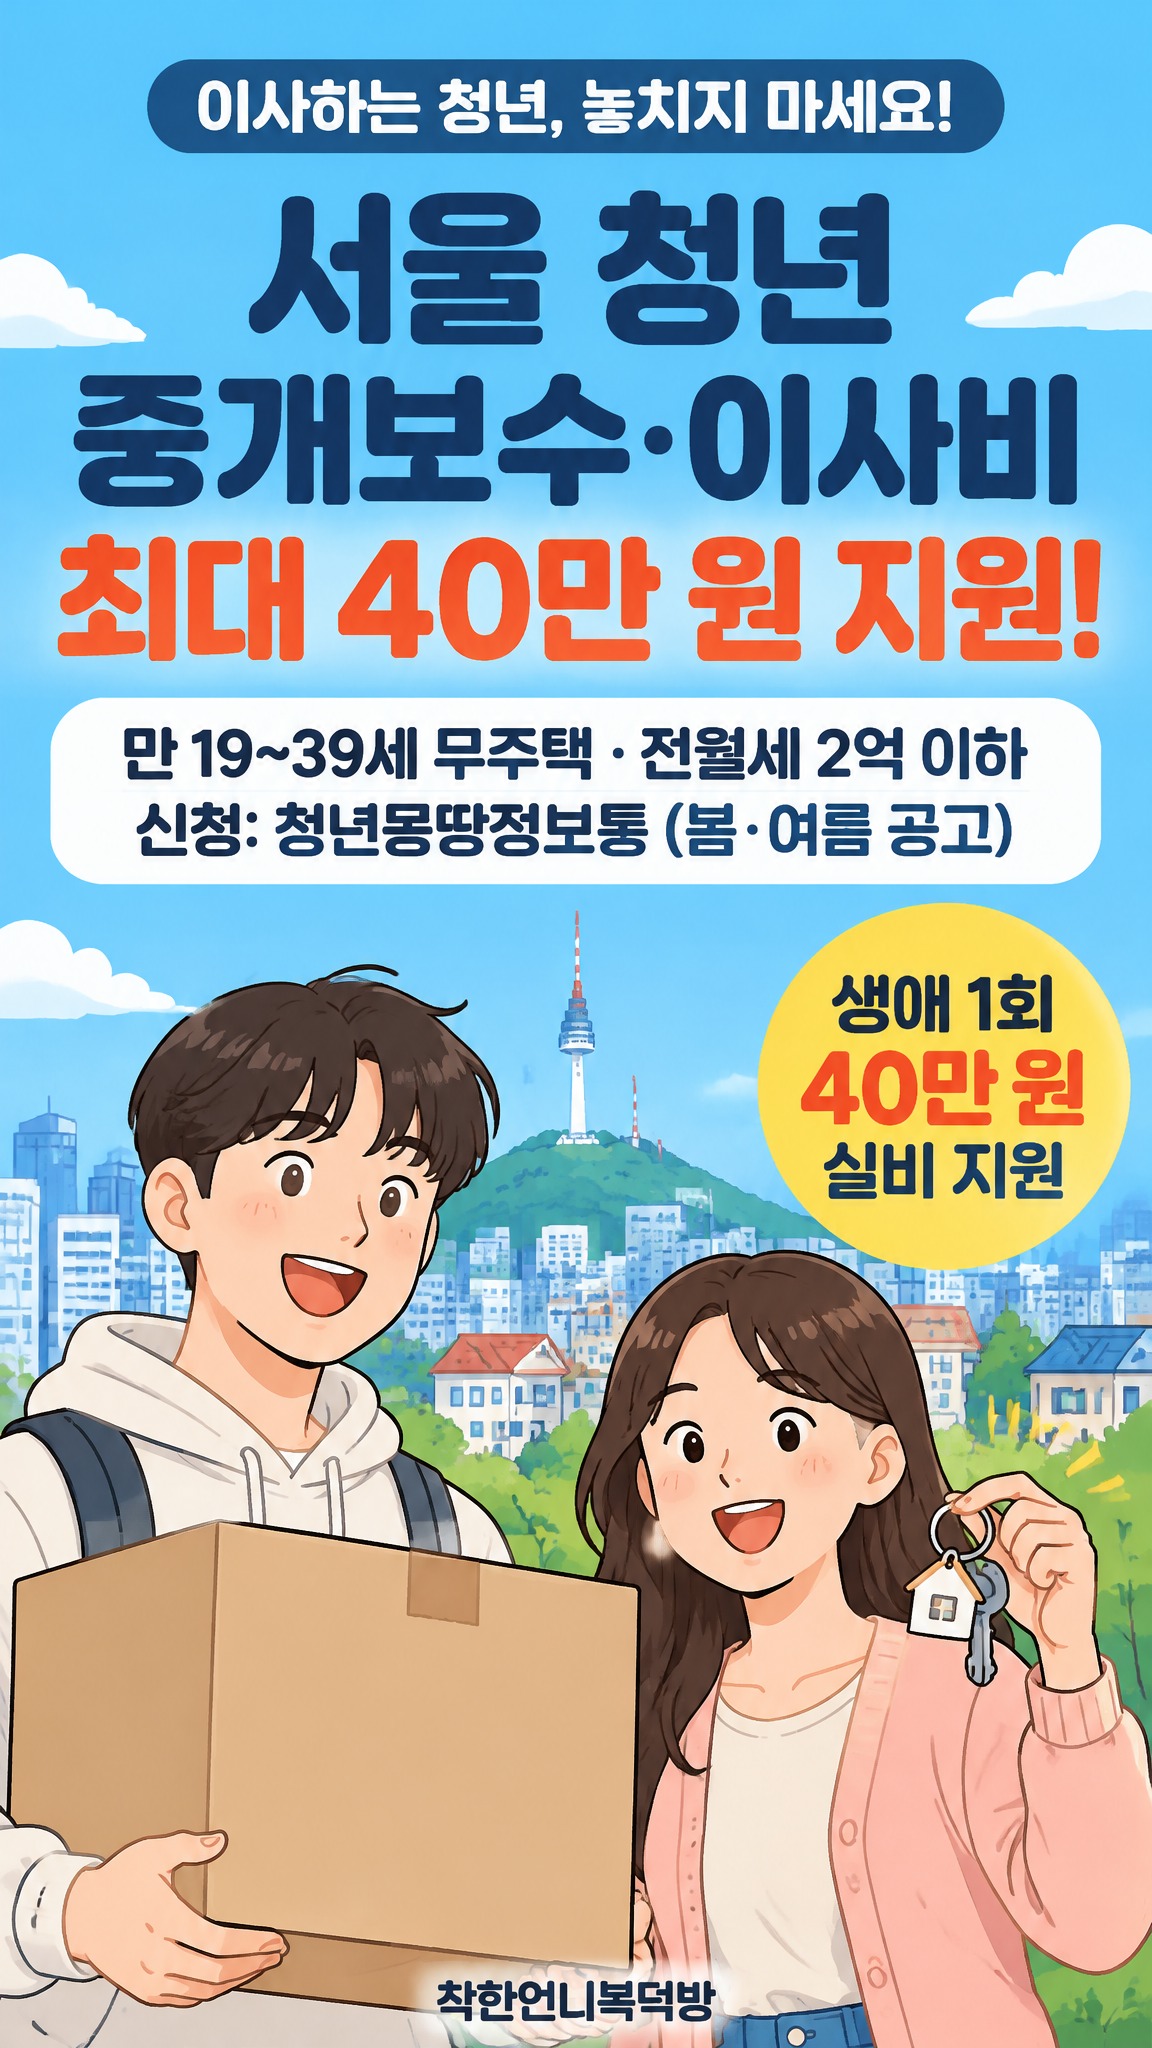 이사하는 청년, 놓치지 마세요!
서울 청년
중개보수·이사비
최대 40만 원 지원!
만 19~39세 무주택 · 전월세 2억 이하
신청: 청년몽땅정보통 (봄·여름 공고)
생애 1회
40만 원
실비 지원
착한언니복덕방